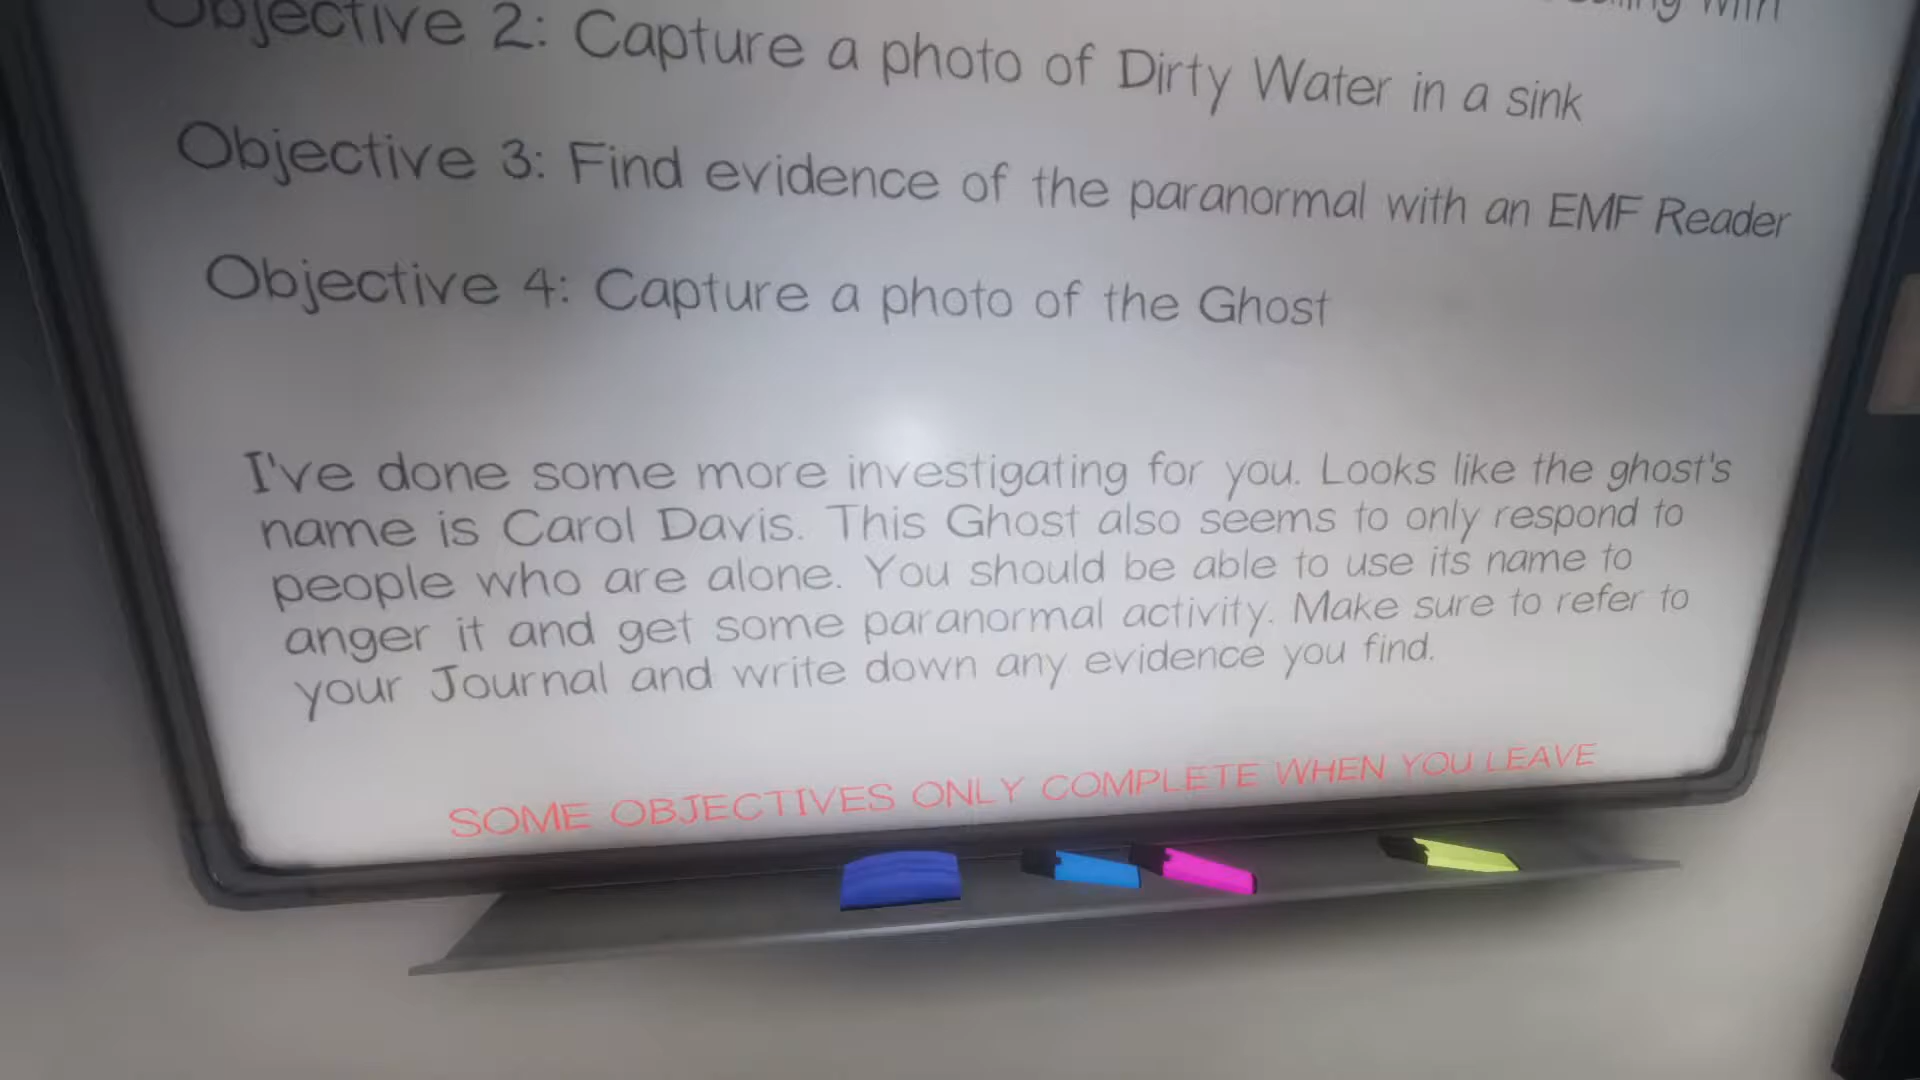 Objective 2: Capture a photo of Dirty Water in a sink
Objective 3: Find evidence of the paranormal with an EMF Reader
Objective 4: Capture a photo of the Ghost
I've done some more investigating for you. Looks like the ghost's
name is Carol Davis. This Ghost also seems to only respond to
people who are alone. You should be able to use its name to
anger it and get some paranormal activity. Make sure to refer to
your Journal and write down any evidence you find.
SOME OBJECTIVES ONLY COMPLETE WHEN YOU LEAVE